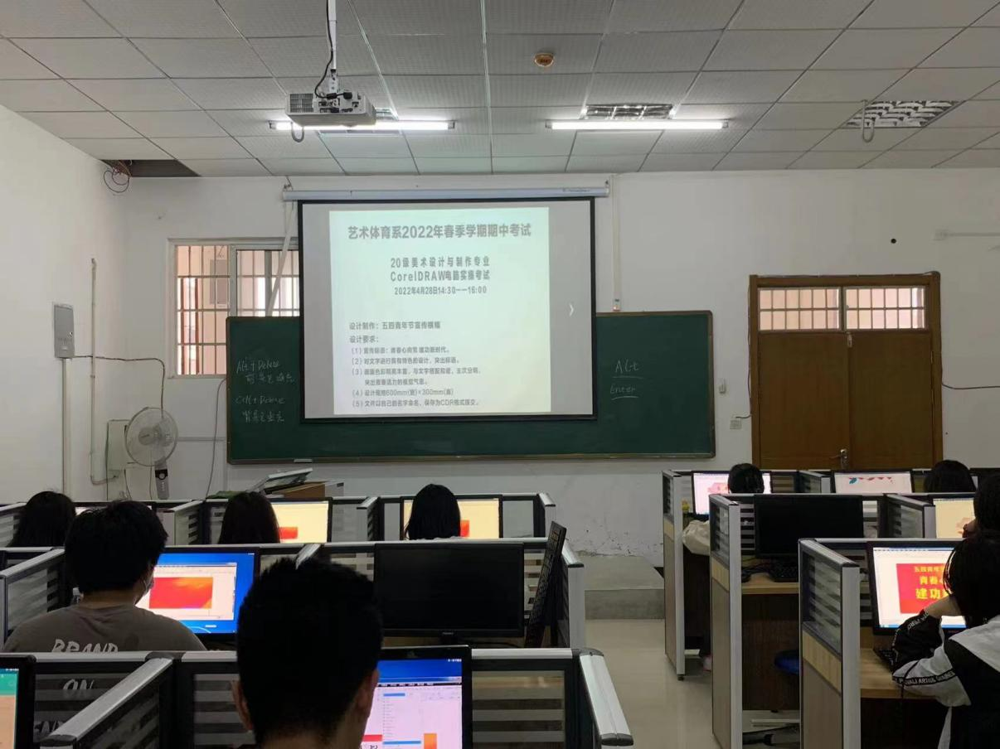 艺术体育系2022年春季学期期中考试
20级美术设计与制作专业
CorelDRAW电脑实操考试
2022年4月28日14:30——16:00
设计制作：五四青年节宣传横幅
设计要求：
（1）宣传标语：青春心向党 建功新时代。
（2）对文字进行具有特色的设计，突出标语。
（3）画面色彩明亮丰富，与文字搭配和谐，主次分明，
突出青春活力的视觉气息。
（4）设计规格600mm(宽)×300mm(高)
（5）文件以自己的名字命名，保存为CDR格式提交。
Alt+Delete
前景色填充
Ctrl+Delete
背景色填充
Alt
Enter
五四青年
青春心
建功
BRAND
ON